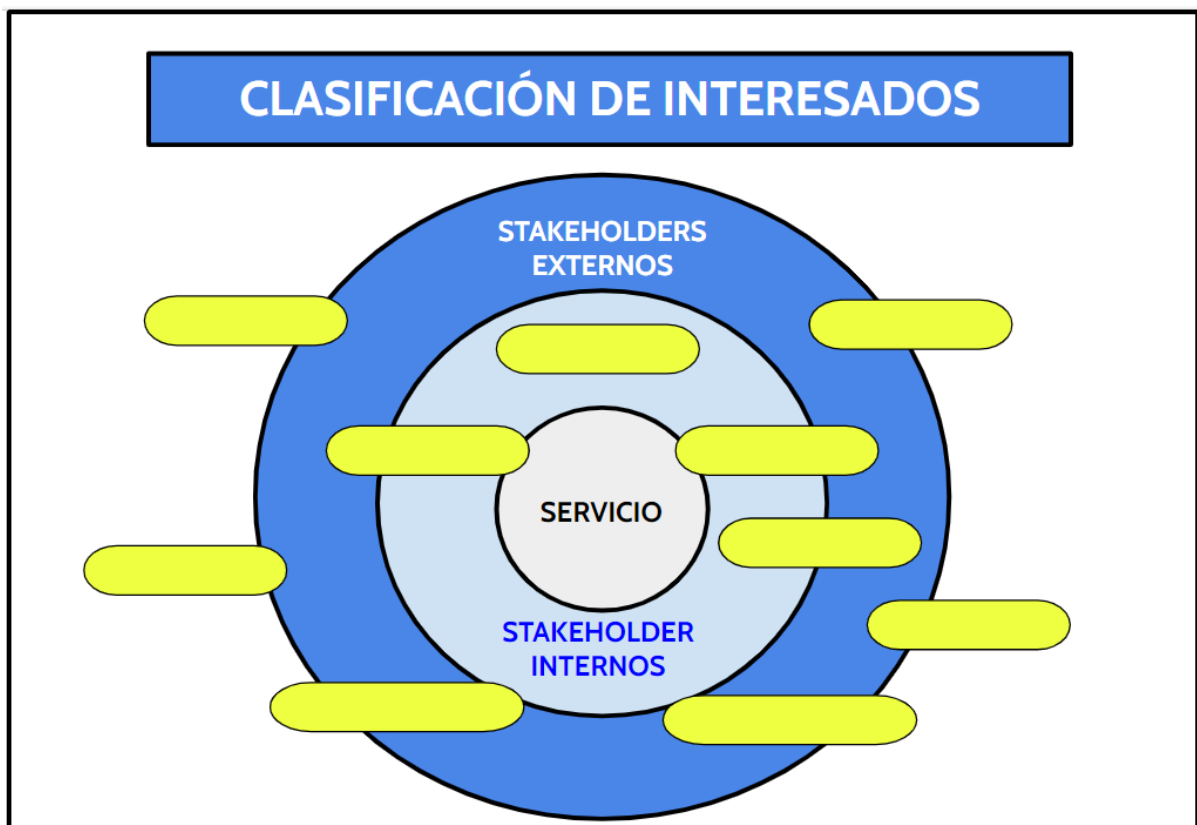 CLASIFICACIÓN DE INTERESADOS
STAKEHOLDERS
EXTERNOS
SERVICIO
STAKEHOLDER
INTERNOS